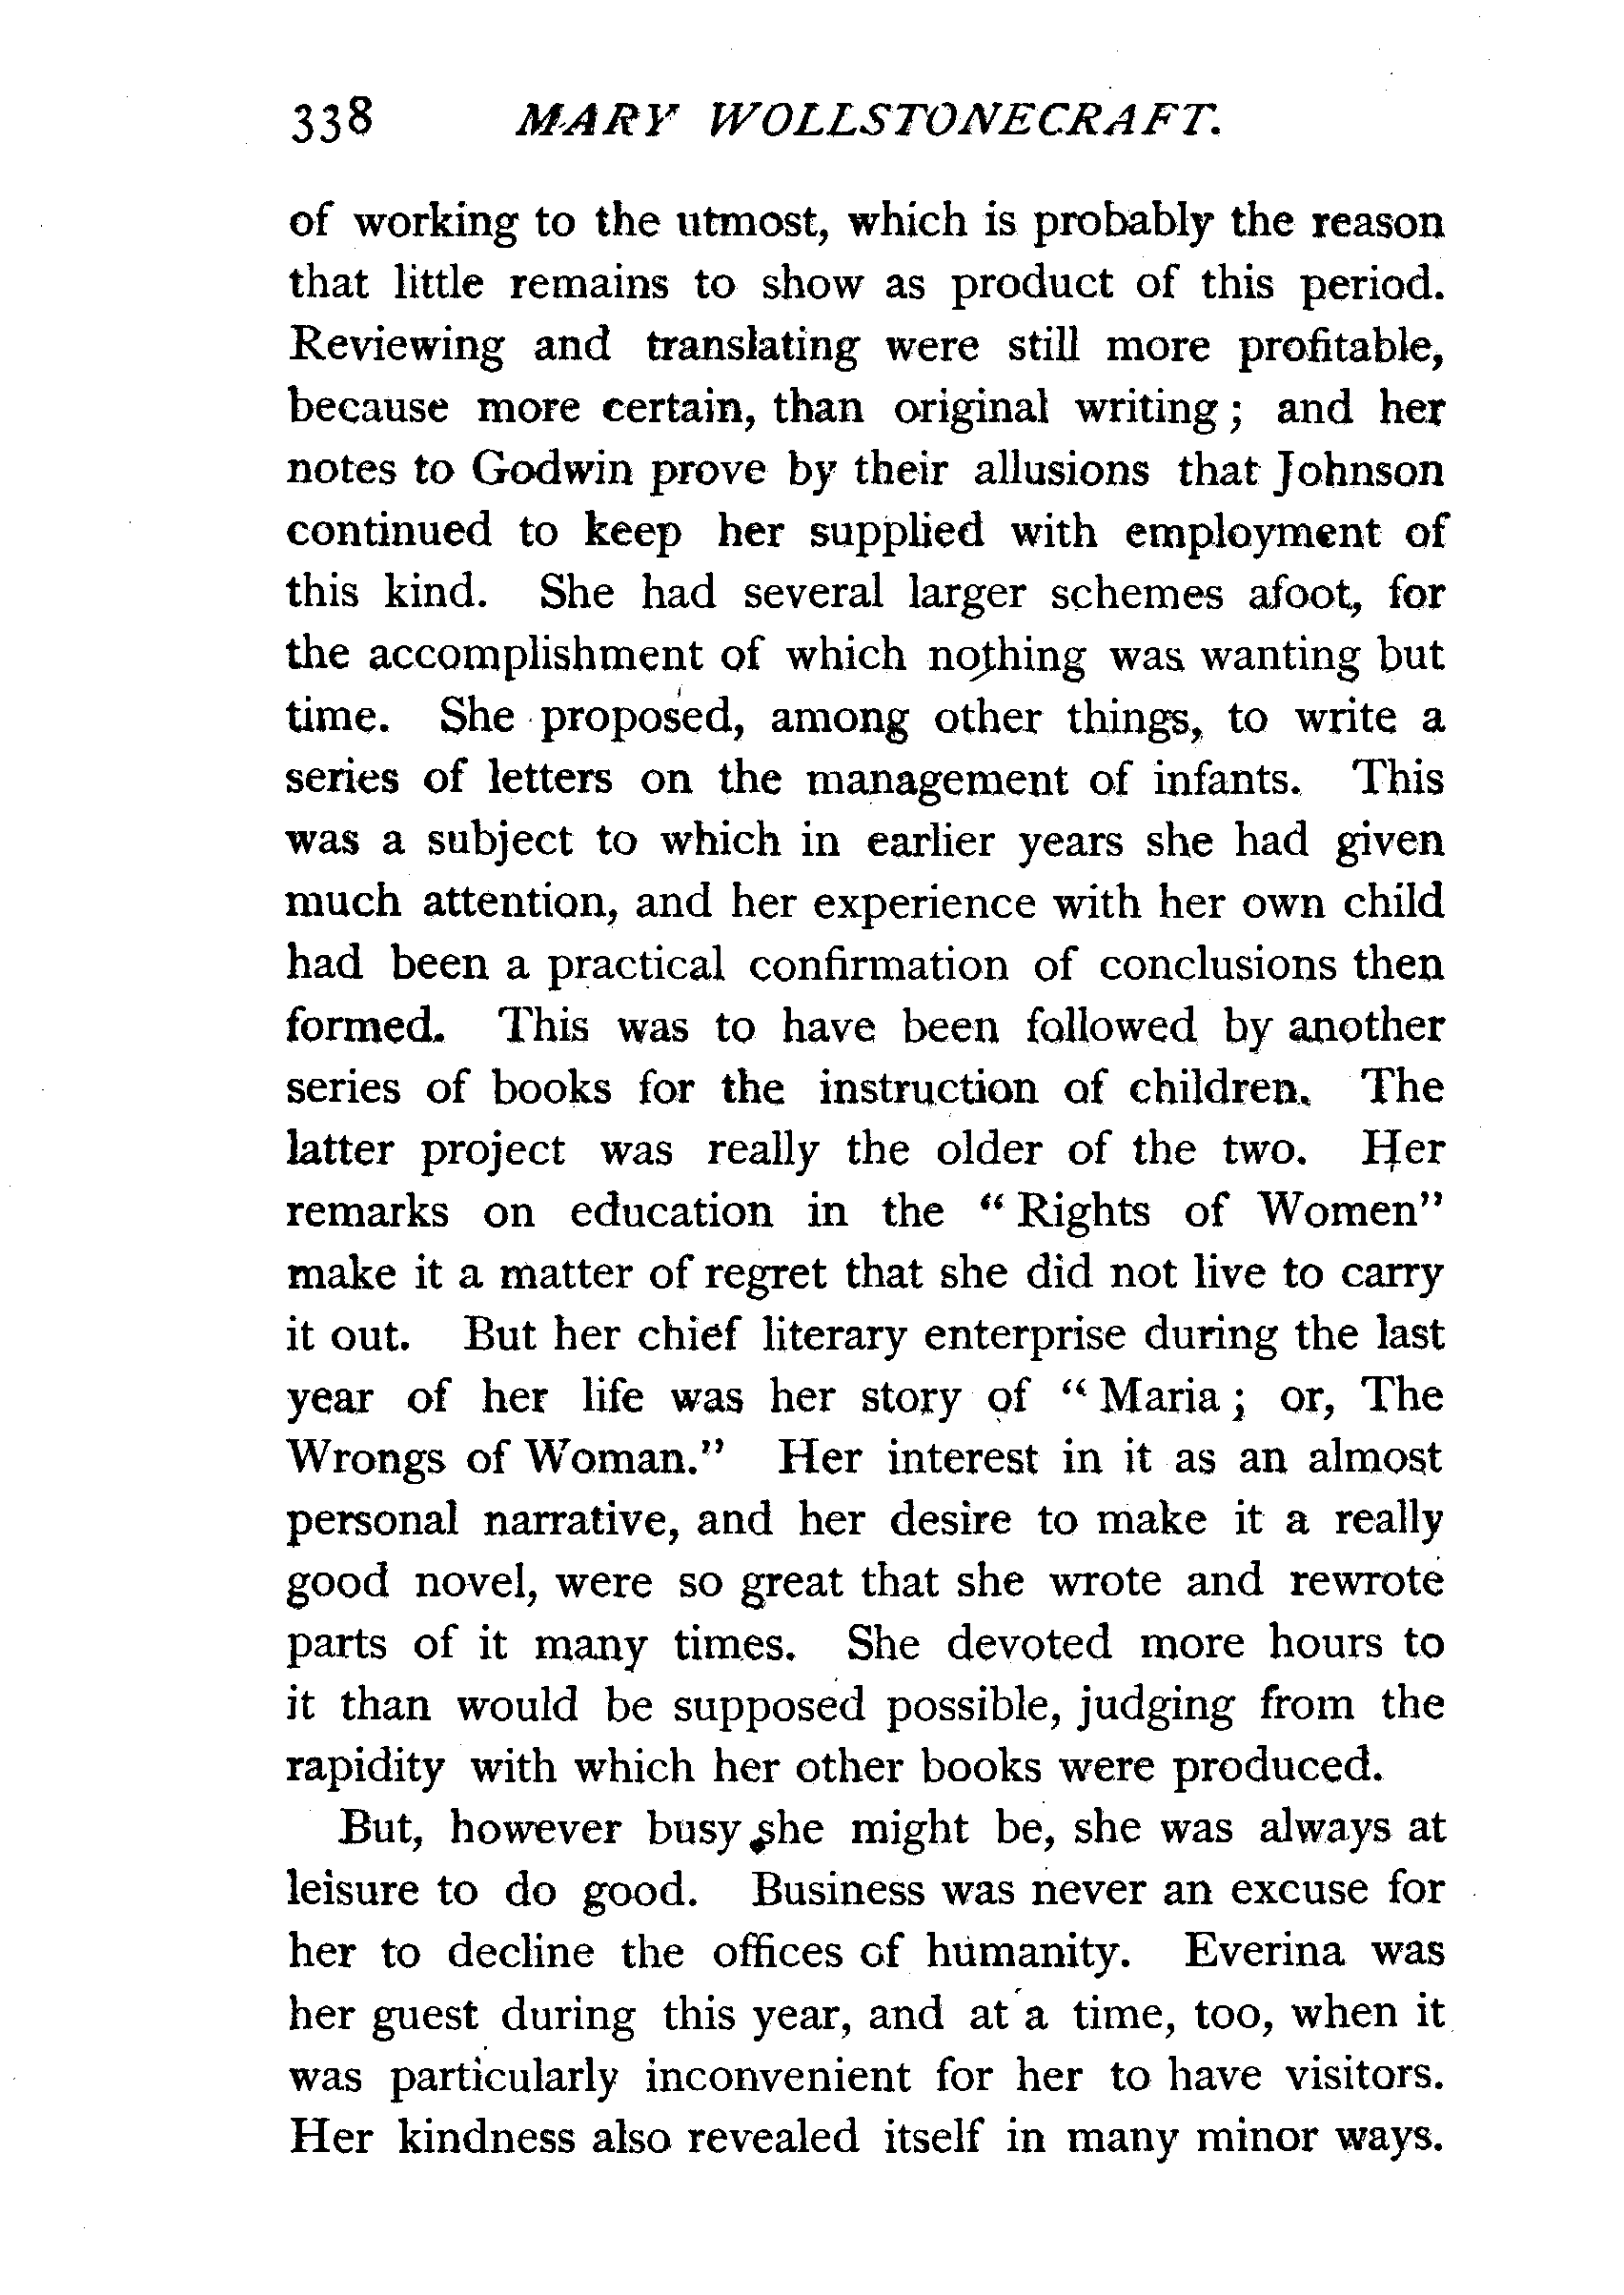 338 MARY WOLLSTONECRAFT.
of working to the utmost, which is probably the reason
that little remains to show as product of this period.
Reviewing and translating were still more profitable,
because more certain, than original writing; and her
notes to Godwin prove by their allusions that Johnson
continued to keep her supplied with employment of
this kind. She had several larger schemes afoot, for
the accomplishment of which nothing was wanting but
time. She proposed, among other things, to write a
series of letters on the management of infants. This
was a subject to which in earlier years she had given
much attention, and her experience with her own child
had been a practical confirmation of conclusions then
formed. This was to have been followed by another
series of books for the instruction of children. The
latter project was really the older of the two. Her
remarks on education in the "Rights of Women"
make it a matter of regret that she did not live to carry
it out. But her chief literary enterprise during the last
year of her life was her story of "Maria; or, The
Wrongs of Woman." Her interest in it as an almost
personal narrative, and her desire to make it a really
good novel, were so great that she wrote and rewrote
parts of it many times. She devoted more hours to
it than would be supposed possible, judging from the
rapidity with which her other books were produced.
But, however busy she might be, she was always at
leisure to do good. Business was never an excuse for
her to decline the offices of humanity. Everina was
her guest during this year, and at a time, too, when it
was particularly inconvenient for her to have visitors.
Her kindness also revealed itself in many minor ways.